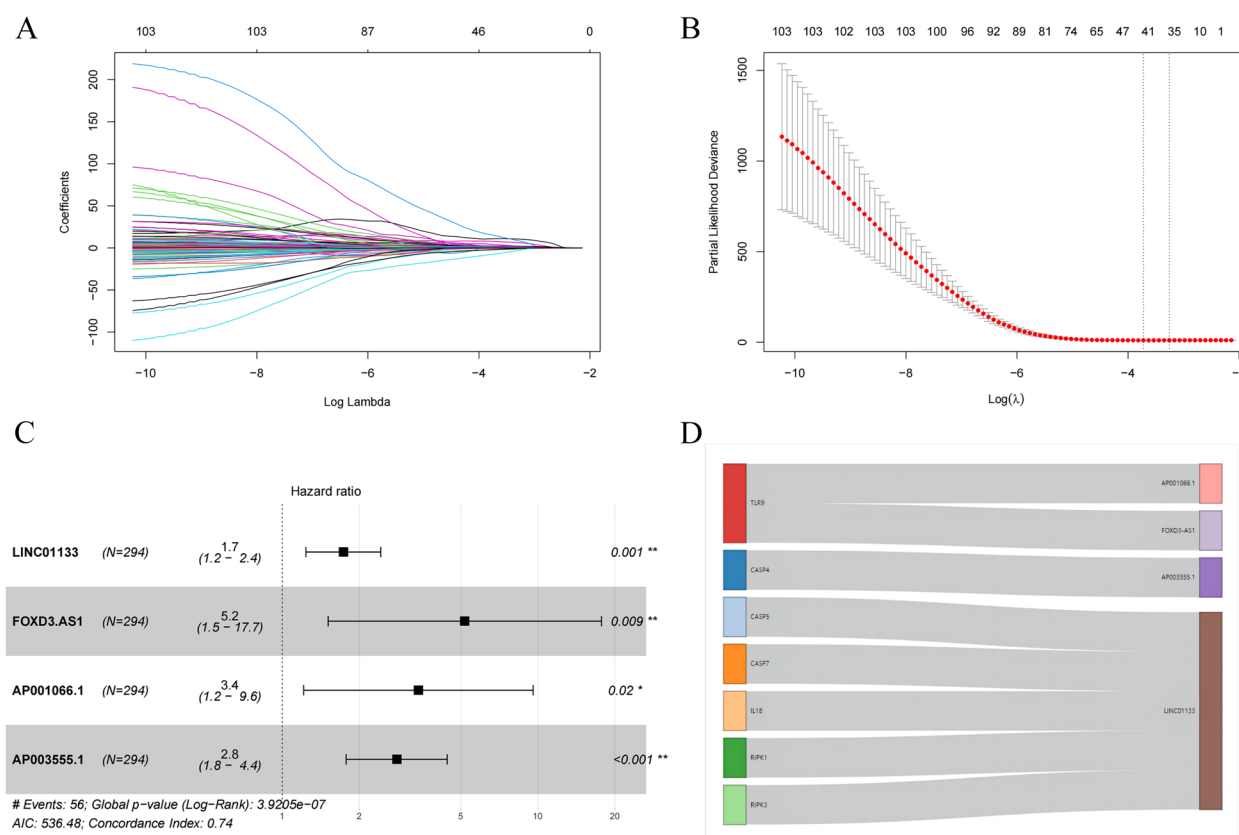 A
103 103 87 46 0
Coefficients
200
150
100
50
0
−50
−100
−10 −8 −6 −4 −2
Log Lambda
B
103 103 102 103 103 100 96 92 89 81 74 65 47 41 35 10 1
Partial Likelihood Deviance
1500
1000
500
0
−10 −8 −6 −4
Log(λ)
C
Hazard ratio
LINC01133 (N=294) 1.7 (1.2 − 2.4) 0.001 **
FOXD3.AS1 (N=294) 5.2 (1.5 − 17.7) 0.009 **
AP001066.1 (N=294) 3.4 (1.2 − 9.6) 0.02 *
AP003555.1 (N=294) 2.8 (1.8 − 4.4) <0.001 **
# Events: 56; Global p-value (Log-Rank): 3.9205e−07
AIC: 536.48; Concordance Index: 0.74
1 2 5 10 20
D
TLR9
CASP4
CASP5
CASP7
IL18
RIPK1
RIPK3
AP001066.1
FOXD3-AS1
AP003555.1
LINC01133